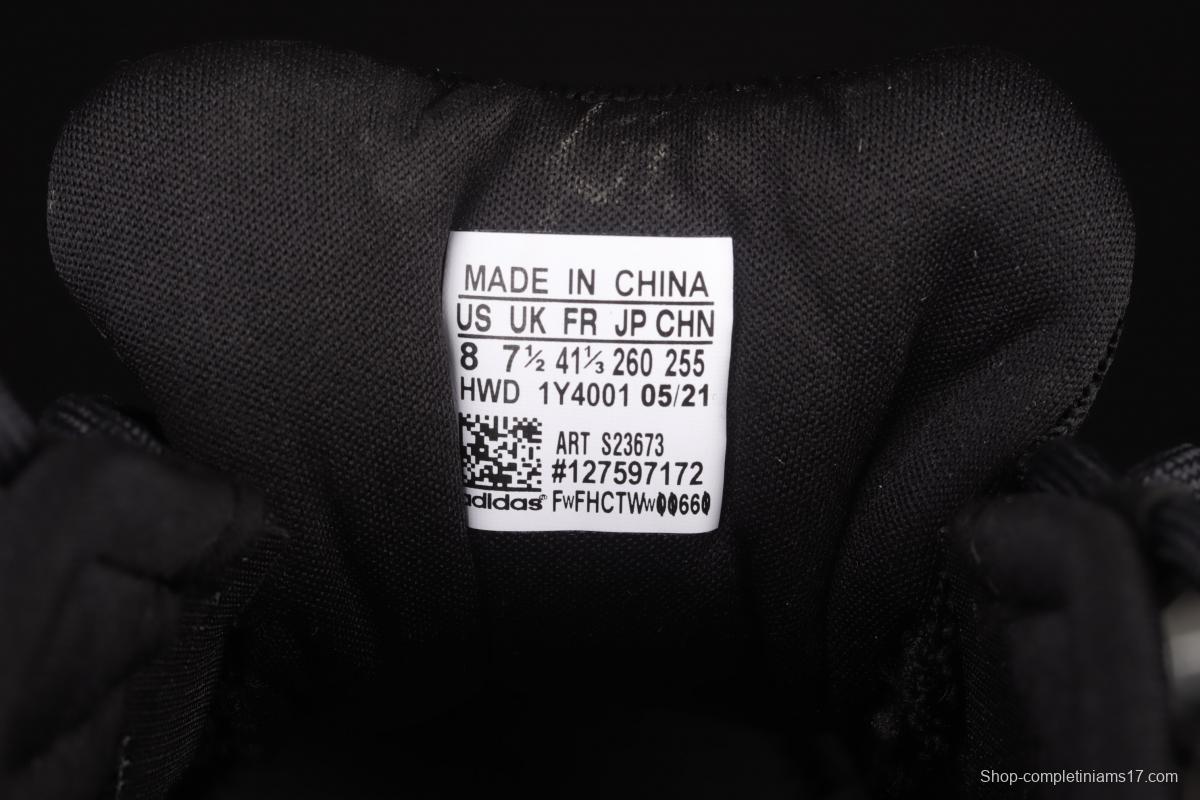 MADE IN CHINA
US UK FR JP CHN
8 7½ 41⅓ 260 255
HWD 1Y4001 05/21
ART S23673
#127597172
adidas® FwFHCTWw00660
Shop-completiniams17.com